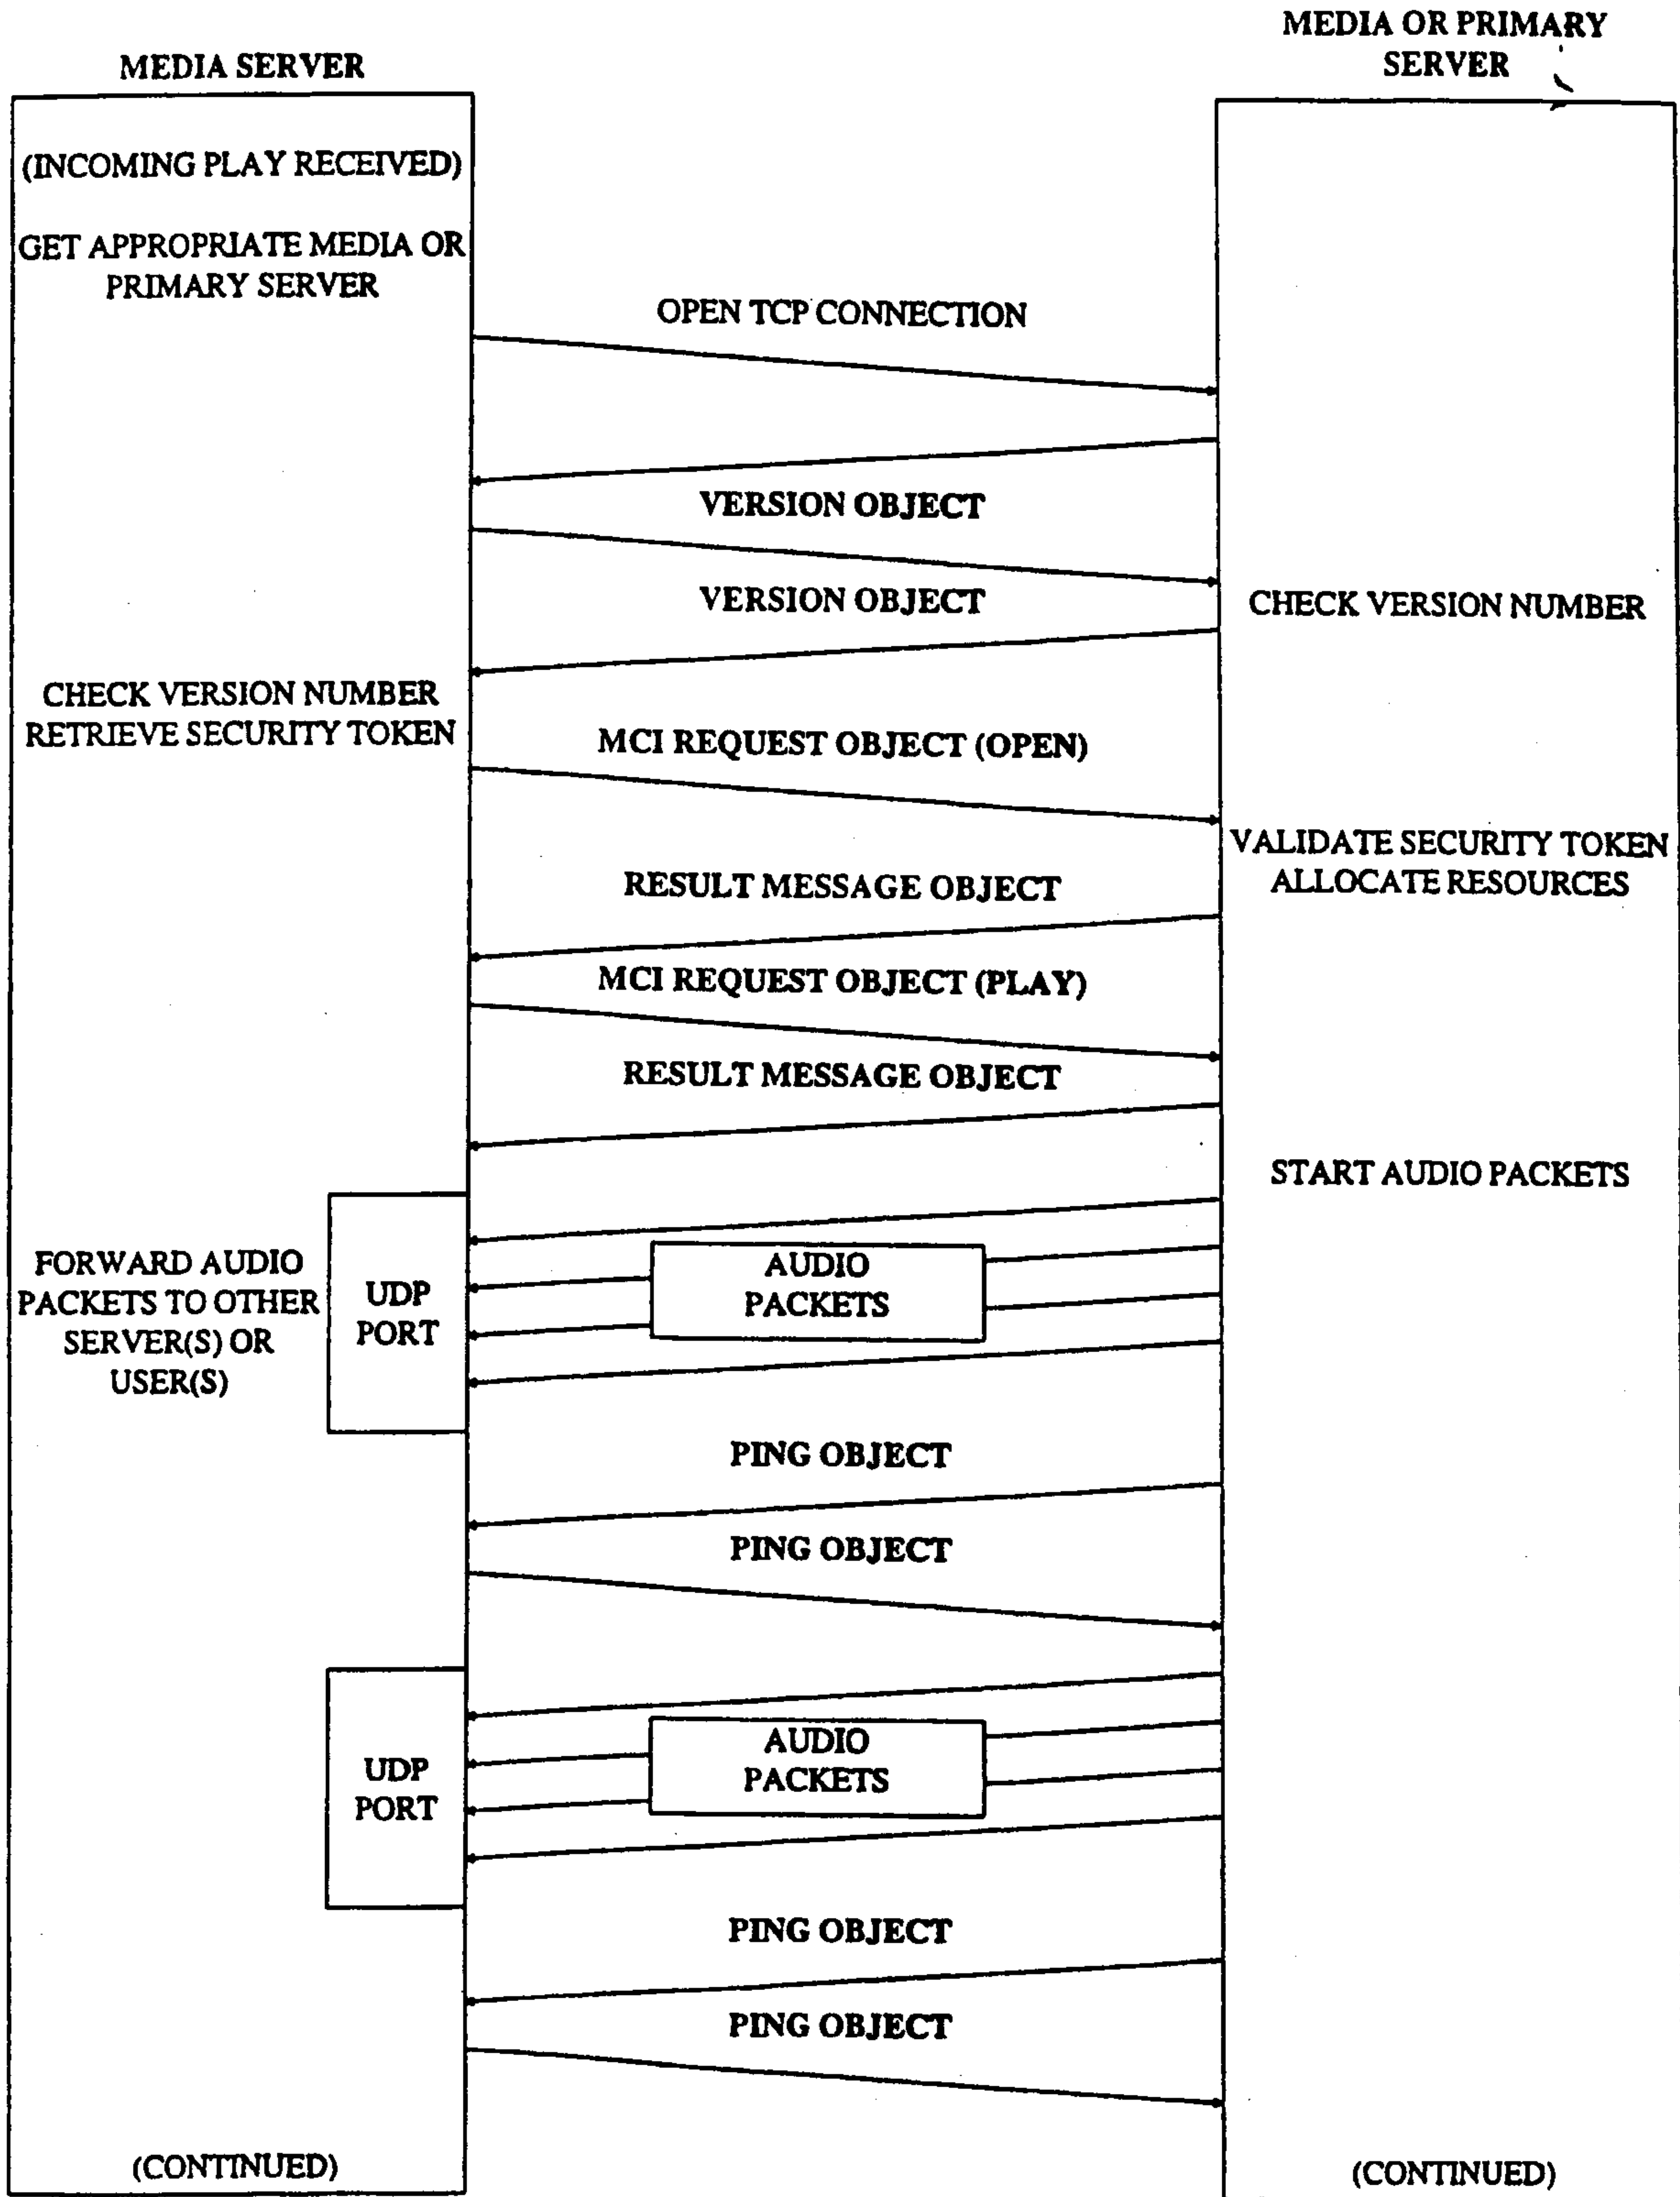 MEDIA OR PRIMARY
SERVER
MEDIA SERVER
(INCOMING PLAY RECEIVED)
GET APPROPRIATE MEDIA OR
PRIMARY SERVER
OPEN TCP CONNECTION
VERSION OBJECT
VERSION OBJECT
CHECK VERSION NUMBER
CHECK VERSION NUMBER
RETRIEVE SECURITY TOKEN
MCI REQUEST OBJECT (OPEN)
VALIDATE SECURITY TOKEN
ALLOCATE RESOURCES
RESULT MESSAGE OBJECT
MCI REQUEST OBJECT (PLAY)
RESULT MESSAGE OBJECT
START AUDIO PACKETS
FORWARD AUDIO
PACKETS TO OTHER
SERVER(S) OR
USER(S)
UDP
PORT
AUDIO
PACKETS
PING OBJECT
PING OBJECT
UDP
PORT
AUDIO
PACKETS
PING OBJECT
PING OBJECT
(CONTINUED)
(CONTINUED)